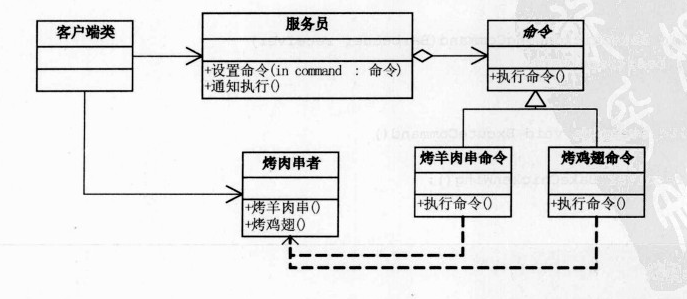 客户端类
服务员
+设置命令(in command : 命令)
+通知执行()
命令
+执行命令()
烤肉串者
+烤羊肉串()
+烤鸡翅()
烤羊肉串命令
+执行命令()
烤鸡翅命令
+执行命令()